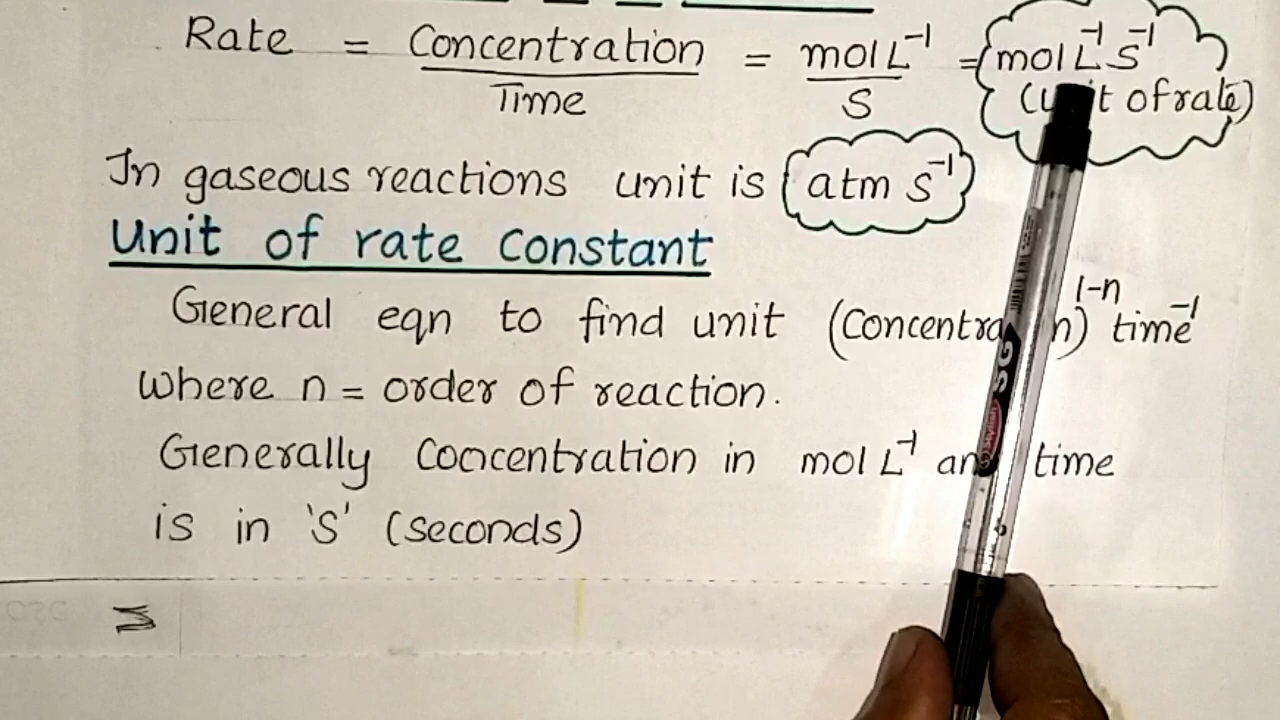 Rate = Concentration / Time = mol L⁻¹ / S = mol L⁻¹ S⁻¹
(Unit of rate)
In gaseous reactions unit is atm s⁻¹
Unit of rate constant
General eqn to find unit (Concentration)¹⁻ⁿ time⁻¹
where n = order of reaction.
Generally concentration in mol L⁻¹ and time
is in 's' (seconds)
SG